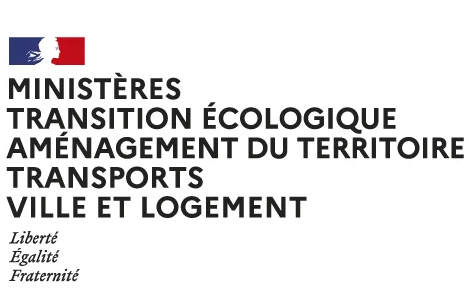 MINISTÈRES
TRANSITION ÉCOLOGIQUE
AMÉNAGEMENT DU TERRITOIRE
TRANSPORTS
VILLE ET LOGEMENT
Liberté
Égalité
Fraternité